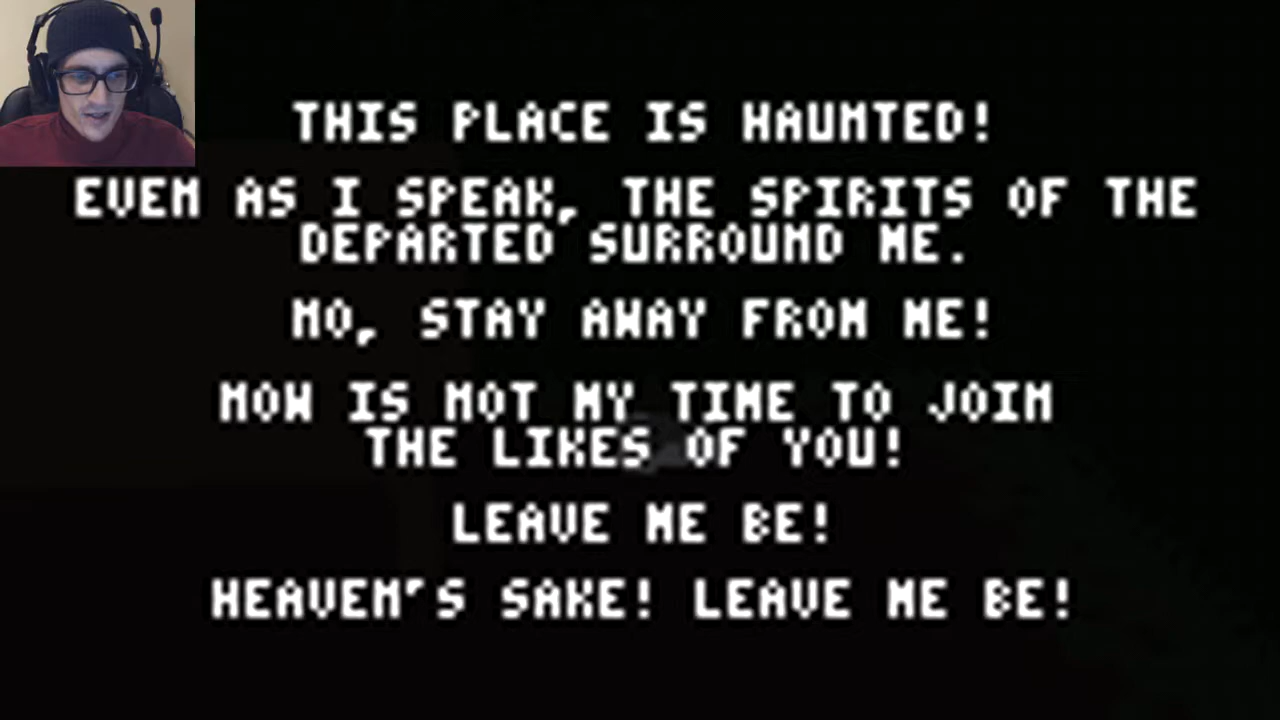 THIS PLACE IS HAUNTED!
EVEN AS I SPEAK, THE SPIRITS OF THE
DEPARTED SURROUND ME.
NO, STAY AWAY FROM ME!
NOW IS NOT MY TIME TO JOIN
THE LIKES OF YOU!
LEAVE ME BE!
HEAVEN'S SAKE! LEAVE ME BE!